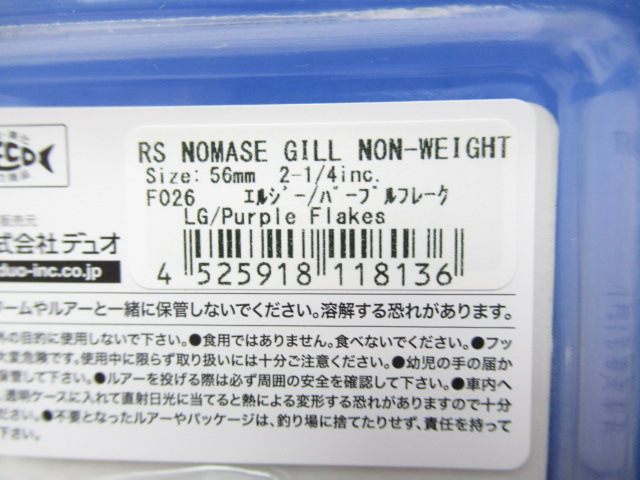 RS NOMASE GILL NON-WEIGHT
Size: 56mm 2-1/4inc.
F026 エルジー/パープルフレーク
LG/Purple Flakes
4 525918 118136
販売元
式会社デュオ
duo-inc.co.jp
ームやルアーと一緒に保管しないでください。溶解する恐れがあります。
外の目的に使用しないで下さい。●食用ではありません。食べないでください。●フッ
大変危険です。使用中に限らず取り扱いには十分ご注意ください。●幼児の手の届か
保管して下さい。●ルアーを投げる際は必ず周囲の安全を確認して下さい。●車内へ
透明ケースに入れて直射日光に当てると熱による変形する恐れがありますので十分
ください。●不要となったルアーやパッケージは、釣り場に捨てたりせず、責任を持って